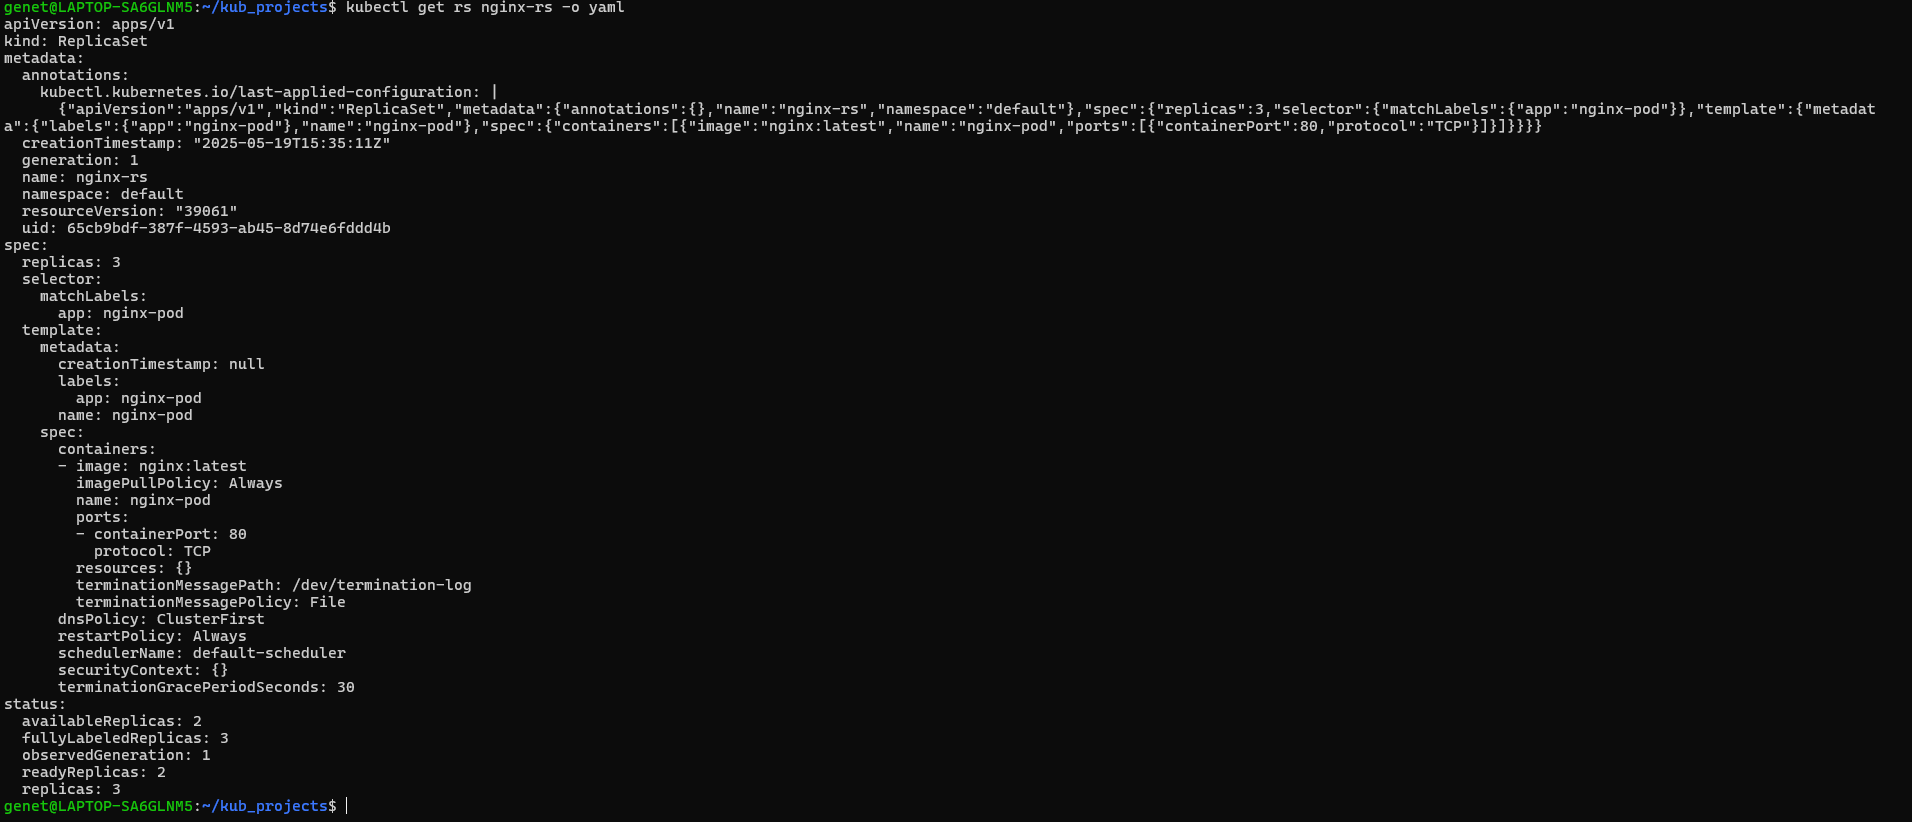 genet@LAPTOP-SA6GLNM5:~/kub_projects$ kubectl get rs nginx-rs -o yaml
apiVersion: apps/v1
kind: ReplicaSet
metadata:
  annotations:
    kubectl.kubernetes.io/last-applied-configuration: |
      {"apiVersion":"apps/v1","kind":"ReplicaSet","metadata":{"annotations":{},"name":"nginx-rs","namespace":"default"},"spec":{"replicas":3,"selector":{"matchLabels":{"app":"nginx-pod"}},"template":{"metadat
a":{"labels":{"app":"nginx-pod"},"name":"nginx-pod"},"spec":{"containers":[{"image":"nginx:latest","name":"nginx-pod","ports":[{"containerPort":80,"protocol":"TCP"}]}]}}}}
  creationTimestamp: "2025-05-19T15:35:11Z"
  generation: 1
  name: nginx-rs
  namespace: default
  resourceVersion: "39061"
  uid: 65cb9bdf-387f-4593-ab45-8d74e6fddd4b
spec:
  replicas: 3
  selector:
    matchLabels:
      app: nginx-pod
  template:
    metadata:
      creationTimestamp: null
      labels:
        app: nginx-pod
      name: nginx-pod
    spec:
      containers:
      - image: nginx:latest
        imagePullPolicy: Always
        name: nginx-pod
        ports:
        - containerPort: 80
          protocol: TCP
        resources: {}
        terminationMessagePath: /dev/termination-log
        terminationMessagePolicy: File
      dnsPolicy: ClusterFirst
      restartPolicy: Always
      schedulerName: default-scheduler
      securityContext: {}
      terminationGracePeriodSeconds: 30
status:
  availableReplicas: 2
  fullyLabeledReplicas: 3
  observedGeneration: 1
  readyReplicas: 2
  replicas: 3
genet@LAPTOP-SA6GLNM5:~/kub_projects$